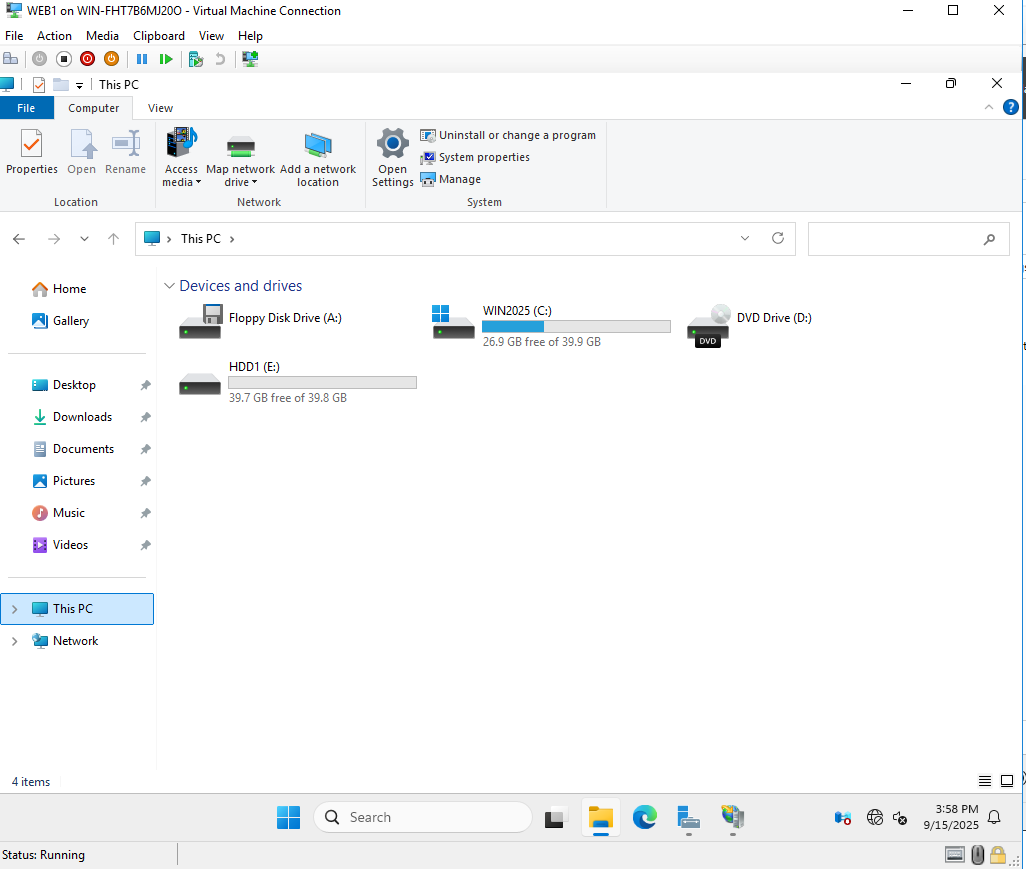 WEB1 on WIN-FHT7B6MJ20O - Virtual Machine Connection
File Action Media Clipboard View Help
This PC
File Computer View
Properties Open Rename
Access media
Map network drive
Add a network location
Open Settings
Uninstall or change a program
System properties
Manage
Location Network System
This PC
Home
Gallery
Desktop
Downloads
Documents
Pictures
Music
Videos
This PC
Network
Devices and drives
Floppy Disk Drive (A:)
WIN2025 (C:)
26.9 GB free of 39.9 GB
DVD Drive (D:)
DVD
HDD1 (E:)
39.7 GB free of 39.8 GB
4 items
Search
3:58 PM
9/15/2025
Status: Running